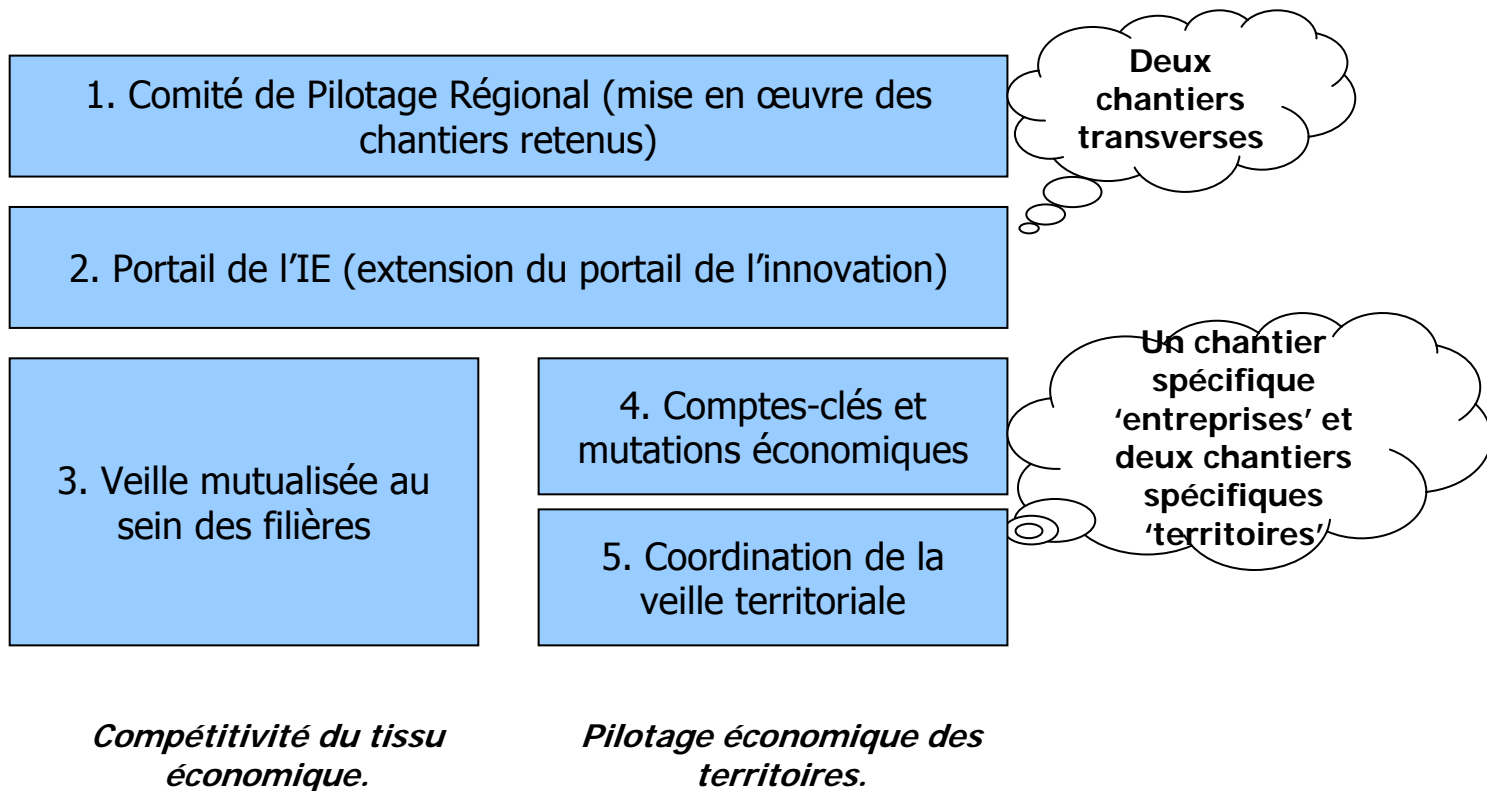 1. Comité de Pilotage Régional (mise en œuvre des
chantiers retenus)
Deux
chantiers
transverses
2. Portail de l’IE (extension du portail de l’innovation)
3. Veille mutualisée au
sein des filières
4. Comptes-clés et
mutations économiques
5. Coordination de la
veille territoriale
Un chantier
spécifique
‘entreprises’ et
deux chantiers
spécifiques
‘territoires’
Compétitivité du tissu
économique.
Pilotage économique des
territoires.